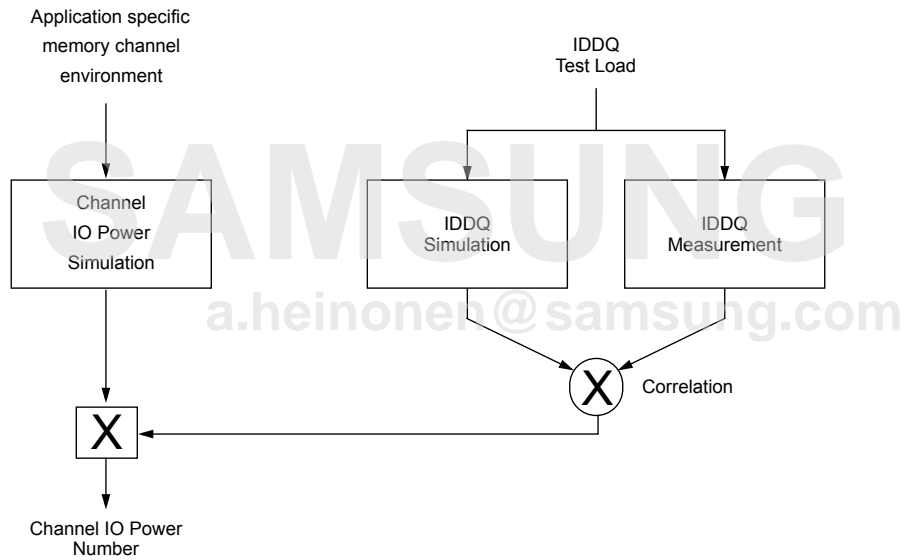 Application specific
memory channel
environment
IDDQ
Test Load
SAMSUNG
Channel
IO Power
Simulation
IDDQ
Simulation
IDDQ
Measurement
a.heinonen@samsung.com
X
Correlation
X
Channel IO Power
Number